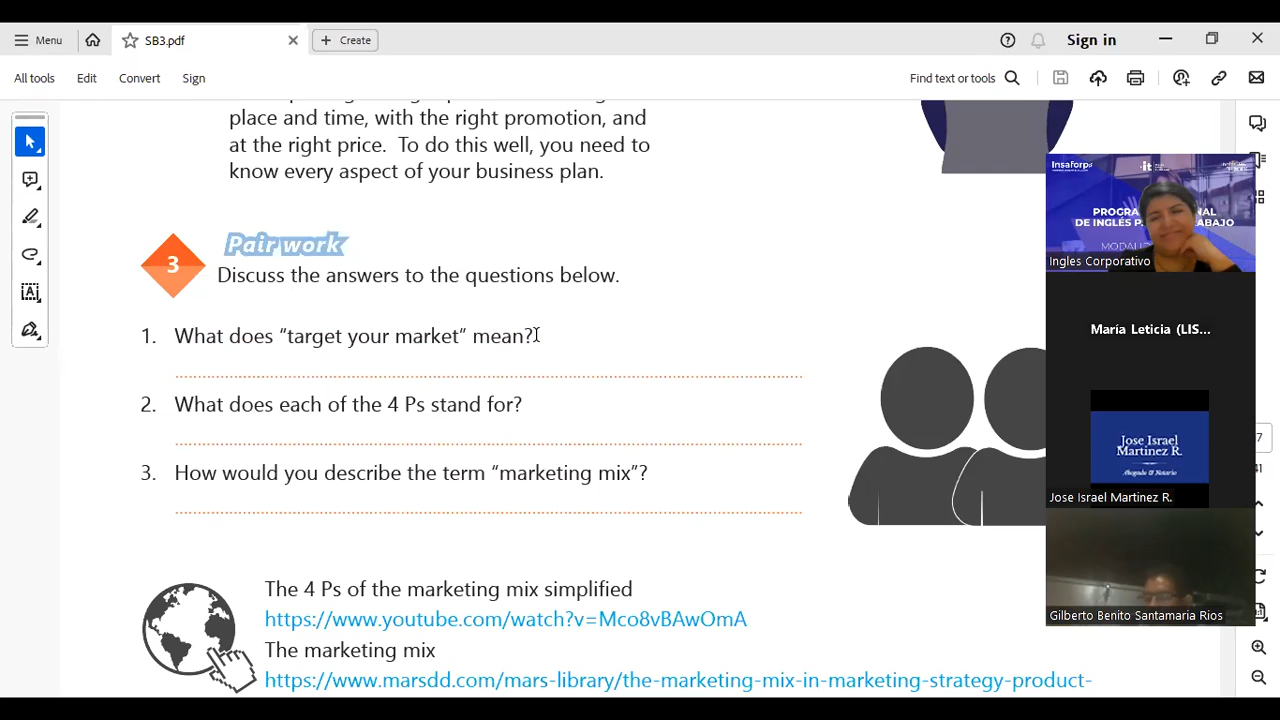 Menu
SB3.pdf
Create
Sign in
All tools
Edit
Convert
Sign
Find text or tools
place and time, with the right promotion, and
at the right price. To do this well, you need to
know every aspect of your business plan.
3
Pair work
Discuss the answers to the questions below.
1. What does “target your market” mean?
2. What does each of the 4 Ps stand for?
3. How would you describe the term “marketing mix”?
The 4 Ps of the marketing mix simplified
https://www.youtube.com/watch?v=Mco8vBAwOmA
The marketing mix
https://www.marsdd.com/mars-library/the-marketing-mix-in-marketing-strategy-product-
Insaforp
Ingles Corporativo
María Leticia (LIS...
Jose Israel
Martinez R.
Abogado & Notario
Jose Israel Martinez R.
Gilberto Benito Santamaria Rios
7
41